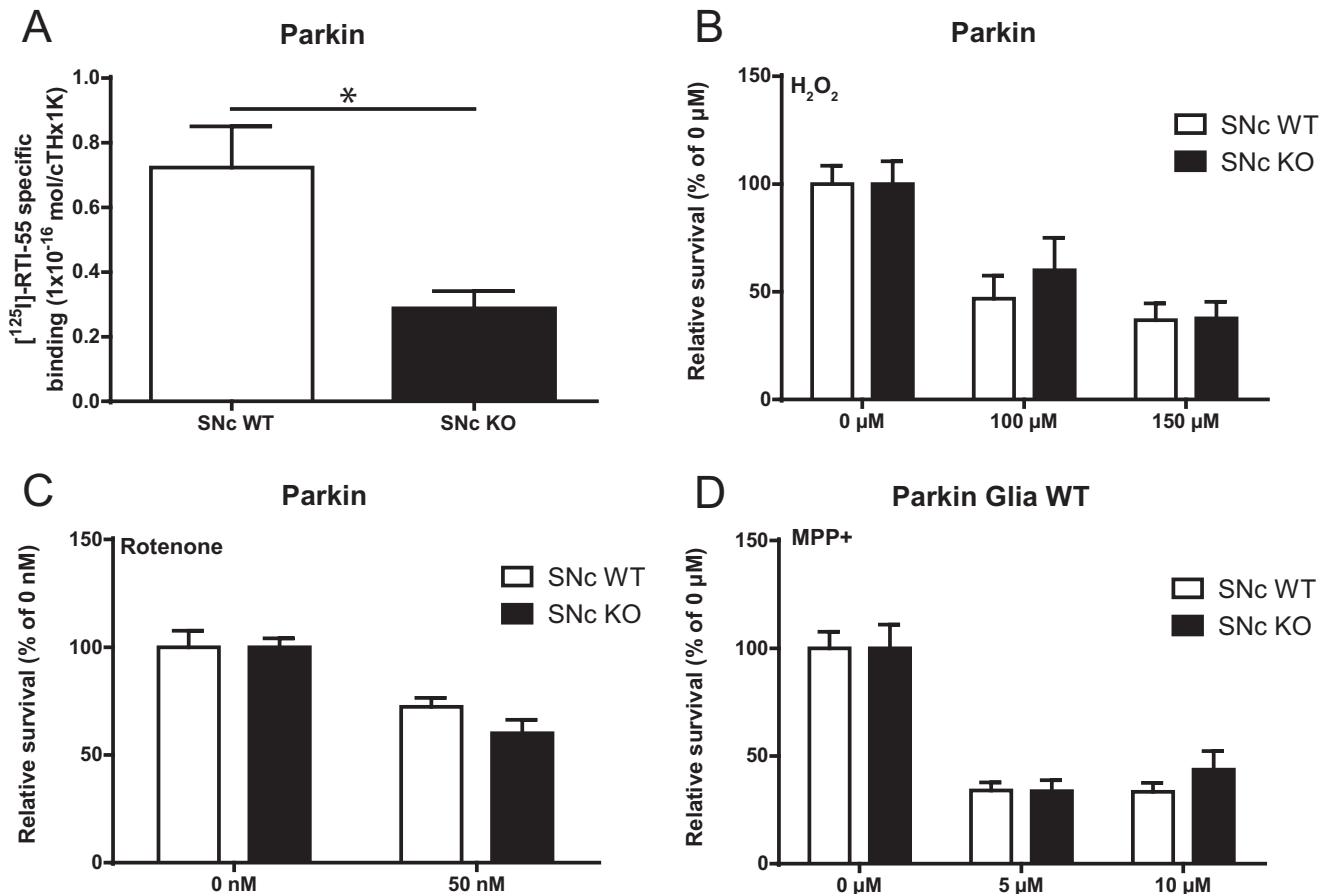 A
Parkin
[¹²⁵I]-RTI-55 specific
binding (1x10⁻¹⁶ mol/cTHx1K)
1.0
0.8
0.6
0.4
0.2
0.0
*
SNc WT
SNc KO
B
Parkin
Relative survival (% of 0 µM)
150
100
50
0
H₂O₂
SNc WT
SNc KO
0 µM
100 µM
150 µM
C
Parkin
Relative survival (% of 0 nM)
150
100
50
0
Rotenone
SNc WT
SNc KO
0 nM
50 nM
D
Parkin Glia WT
Relative survival (% of 0 µM)
150
100
50
0
MPP+
SNc WT
SNc KO
0 µM
5 µM
10 µM